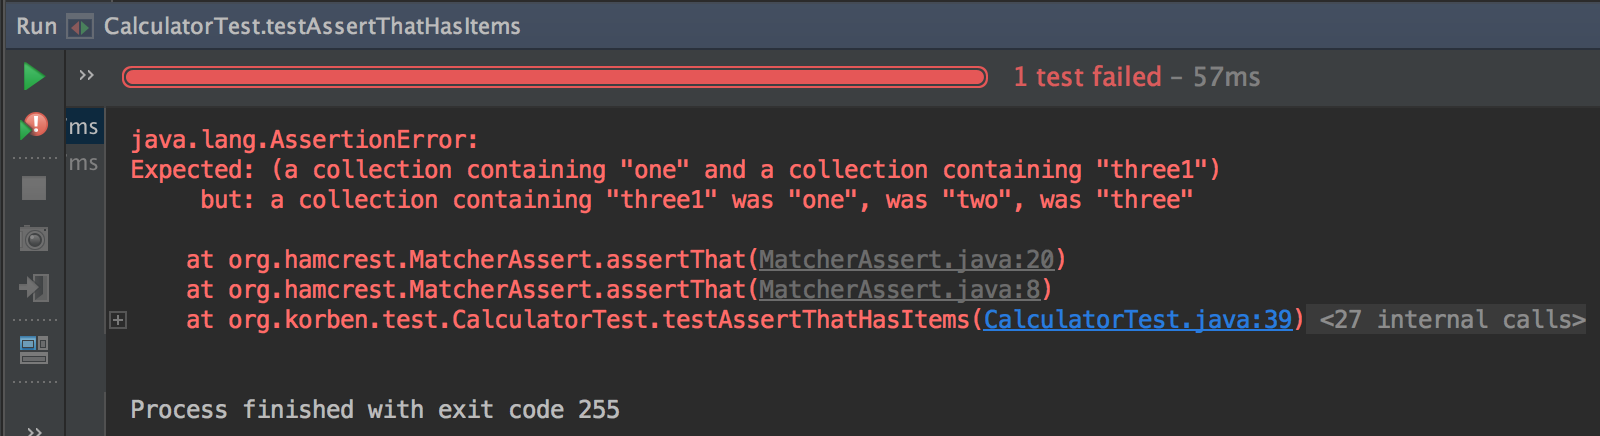 Run CalculatorTest.testAssertThatHasItems
1 test failed – 57ms
ms
ms
java.lang.AssertionError:
Expected: (a collection containing "one" and a collection containing "three1")
but: a collection containing "three1" was "one", was "two", was "three"
at org.hamcrest.MatcherAssert.assertThat(MatcherAssert.java:20)
at org.hamcrest.MatcherAssert.assertThat(MatcherAssert.java:8)
at org.korben.test.CalculatorTest.testAssertThatHasItems(CalculatorTest.java:39) <27 internal calls>
Process finished with exit code 255